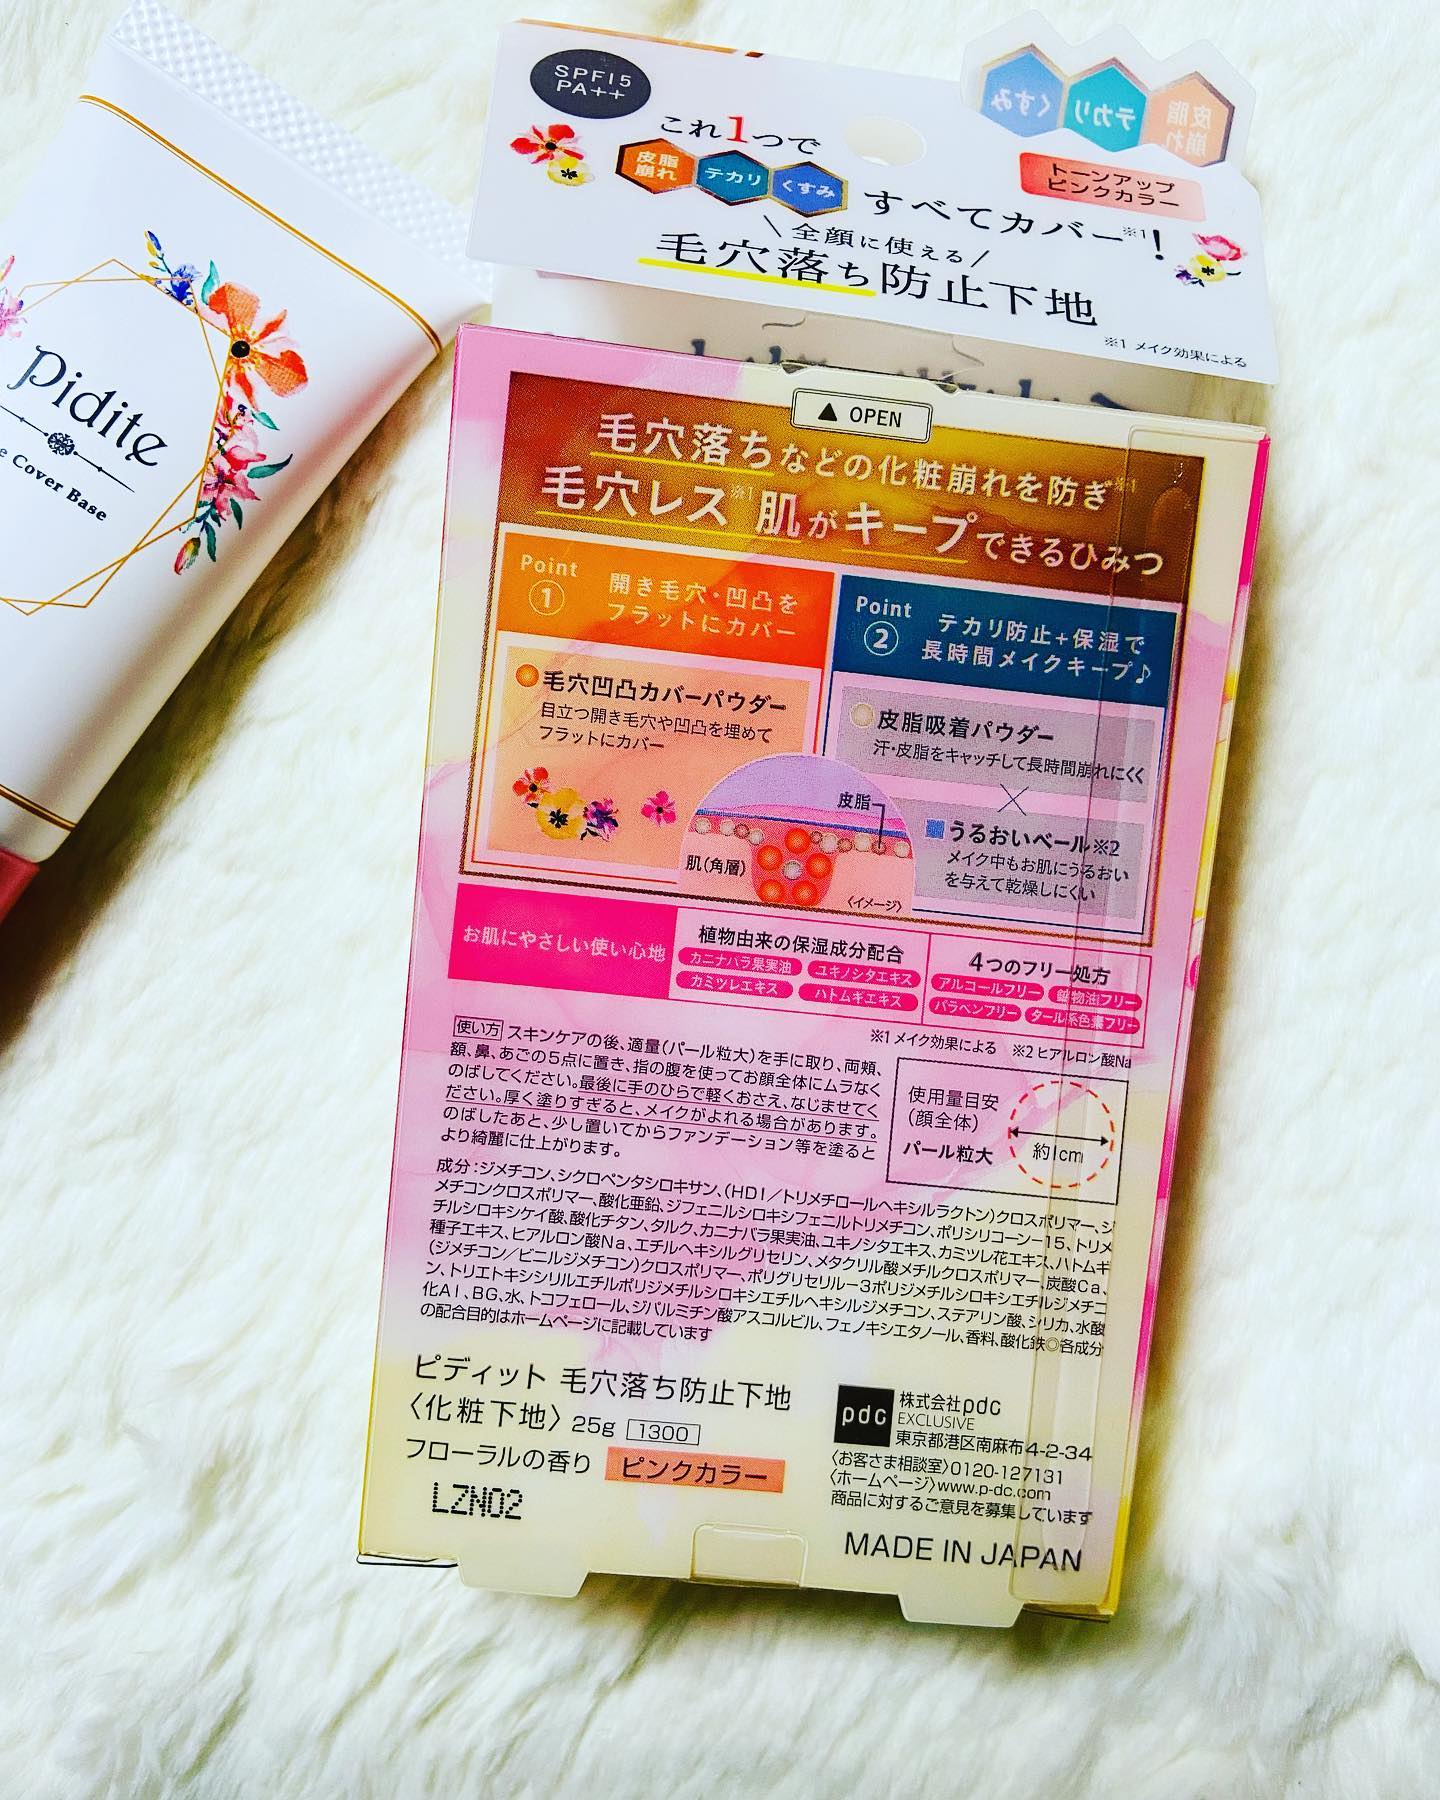 pidite
e Cover Base
SPF15
PA++
これ1つで
皮脂
崩れ
テカリ
くすみ
すべてカバー※1!
\全顔に使える/
毛穴落ち防止下地
※1 メイク効果による
トーンアップ
ピンクカラー
くすみ
テカリ
皮脂
崩れ
▲ OPEN
毛穴落ちなどの化粧崩れを防ぎ※1
毛穴レス※1肌がキープできるひみつ
Point
①
開き毛穴・凹凸を
フラットにカバー
毛穴凹凸カバーパウダー
目立つ開き毛穴や凹凸を埋めて
フラットにカバー
Point
②
テカリ防止+保湿で
長時間メイクキープ♪
皮脂吸着パウダー
汗・皮脂をキャッチして長時間崩れにくく
×
うるおいベール※2
メイク中もお肌にうるおい
を与えて乾燥しにくい
皮脂
肌(角層)
〈イメージ〉
お肌にやさしい使い心地
植物由来の保湿成分配合
カニナバラ果実油
ユキノシタエキス
カミツレエキス
ハトムギエキス
4つのフリー処方
アルコールフリー
鉱物油フリー
パラベンフリー
タール系色素フリー
※1 メイク効果による ※2 ヒアルロン酸Na
使い方 スキンケアの後、適量(パール粒大)を手に取り、両頬、
額、鼻、あごの5点に置き、指の腹を使ってお顔全体にムラなく
のばしてください。最後に手のひらで軽くおさえ、なじませてく
ださい。厚く塗りすぎると、メイクがよれる場合があります。
のばしたあと、少し置いてからファンデーション等を塗ると
より綺麗に仕上がります。
使用量目安
(顔全体)
パール粒大
約1cm
成分:ジメチコン、シクロペンタシロキサン、(HDI/トリメチロールヘキシルラクトン)クロスポリマー、ジ
メチコンクロスポリマー、酸化亜鉛、ジフェニルシロキシフェニルトリメチコン、ポリシリコーン-15、トリメ
チルシロキシケイ酸、酸化チタン、タルク、カニナバラ果実油、ユキノシタエキス、カミツレ花エキス、ハトムギ
種子エキス、ヒアルロン酸Na、エチルヘキシルグリセリン、メタクリル酸メチルクロスポリマー、炭酸Ca、
(ジメチコン/ビニルジメチコン)クロスポリマー、ポリグリセリル-3ポリジメチルシロキシエチルジメチコ
ン、トリエトキシシリルエチルポリジメチルシロキシエチルヘキシルジメチコン、ステアリン酸、シリカ、水酸
化Al、BG、水、トコフェロール、ジパルミチン酸アスコルビル、フェノキシエタノール、香料、酸化鉄◎各成分
の配合目的はホームページに記載しています
ピディット 毛穴落ち防止下地
〈化粧下地〉 25g 1300
フローラルの香り ピンクカラー
LZN02
pdc
株式会社pdc
EXCLUSIVE
東京都港区南麻布4-2-34
〈お客さま相談室〉0120-127131
〈ホームページ〉www.p-dc.com
商品に対するご意見を募集しています
MADE IN JAPAN